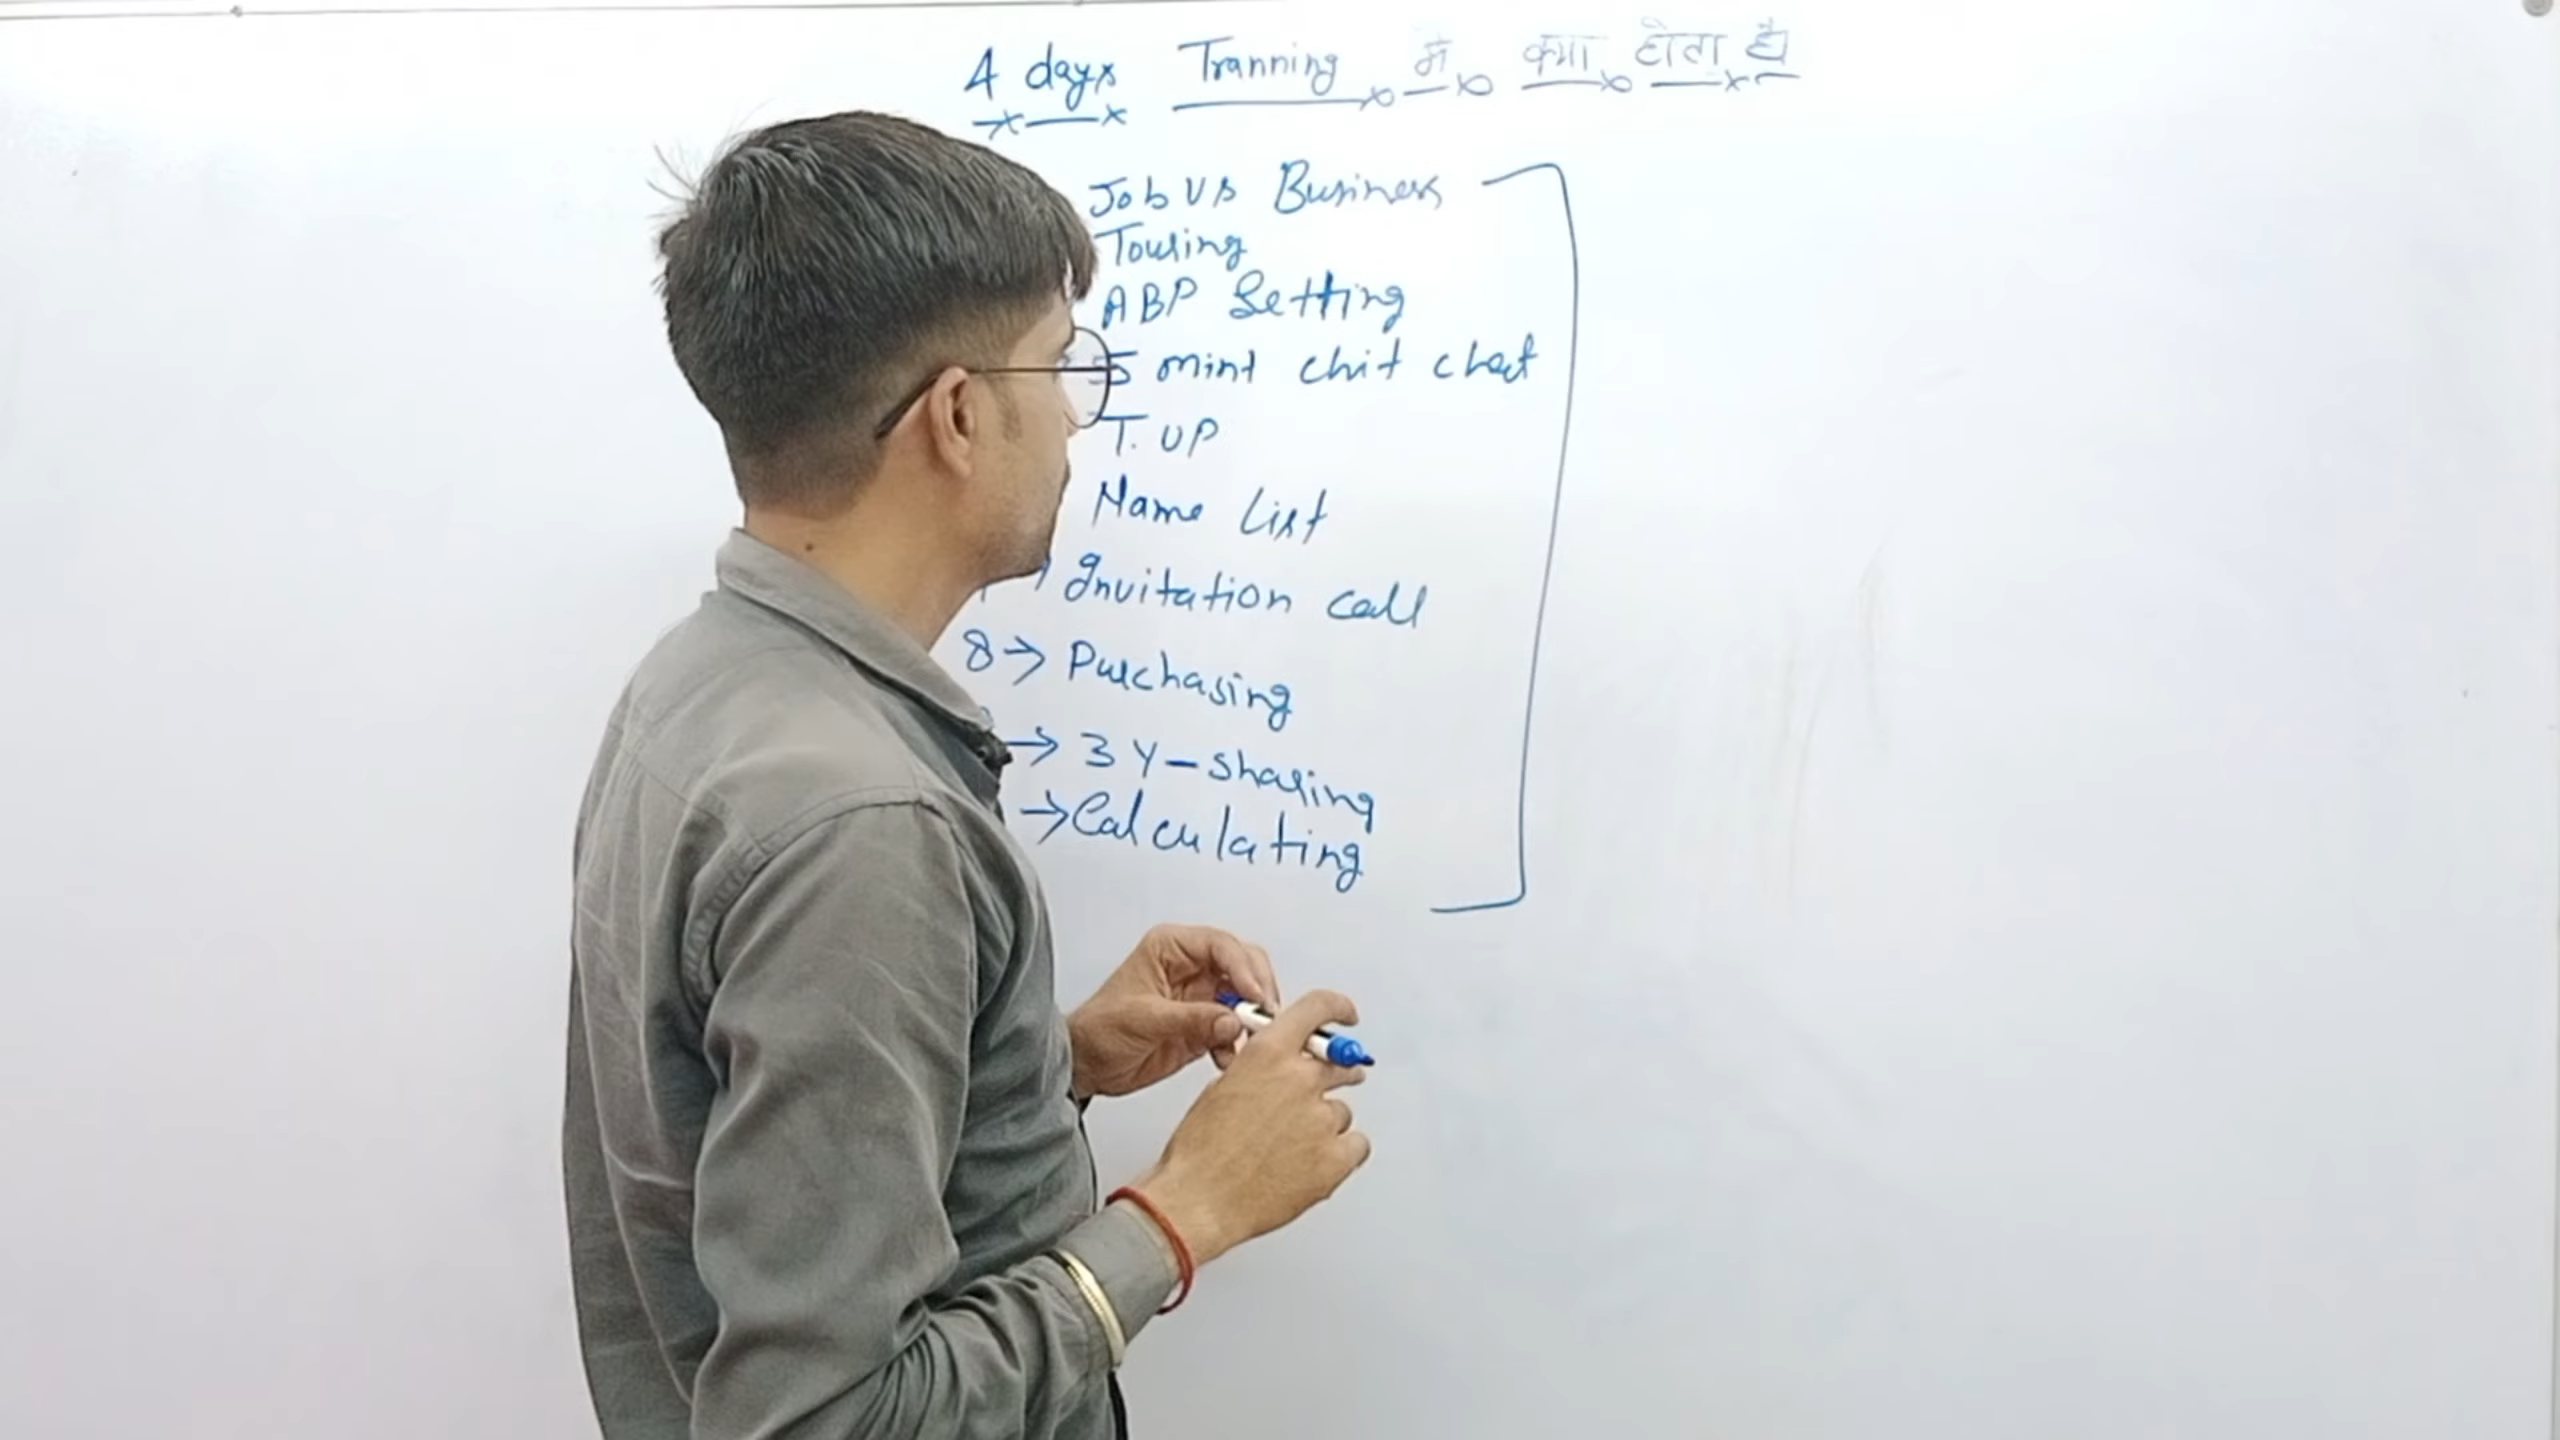 4 days Tranning में क्या होता है
Job vs Business
Touring
ABP Setting
5 mint chit chat
T. UP
Name List
Invitation call
8→ Purchasing
→ 3 Y-sharing
→ Calculating